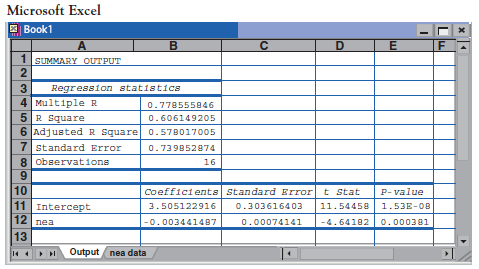 Microsoft Excel
Book1
A B C D E F
1 SUMMARY OUTPUT
2
3 Regression statistics
4 Multiple R 0.778555846
5 R Square 0.606149205
6 Adjusted R Square 0.578017005
7 Standard Error 0.739852874
8 Observations 16
9
10 Coefficients Standard Error t Stat P-value
11 Intercept 3.505122916 0.303616403 11.54458 1.53E-08
12 nea -0.003441487 0.00074141 -4.64182 0.000381
13
Output nea data